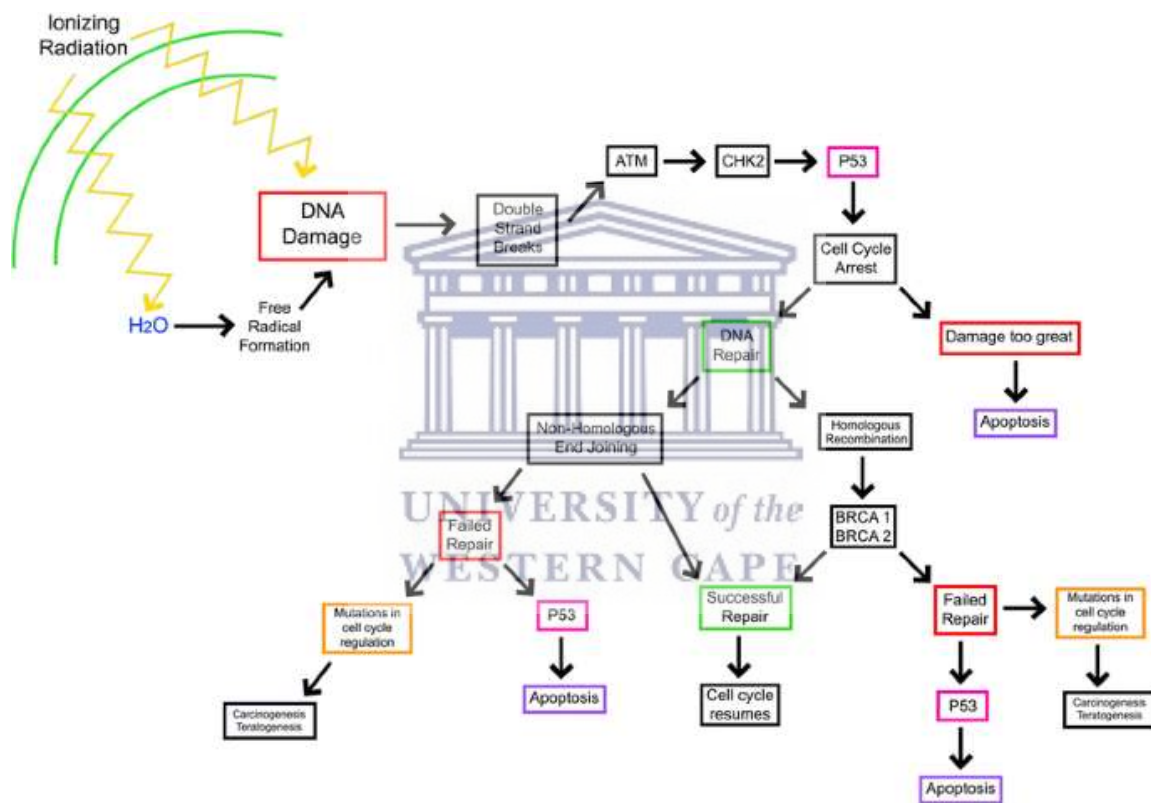 Ionizing
Radiation
H2O
Free
Radical
Formation
DNA
Damage
Double
Strand
Breaks
ATM
CHK2
P53
Cell Cycle
Arrest
DNA
Repair
Damage too great
Apoptosis
Non-Homologous
End Joining
Homologous
Recombination
BRCA 1
BRCA 2
UNIVERSITY of the
WESTERN CAPE
Failed
Repair
Mutations in
cell cycle
regulation
Carcinogenesis
Teratogenesis
P53
Apoptosis
Successful
Repair
Cell cycle
resumes
Failed
Repair
Mutations in
cell cycle
regulation
P53
Carcinogenesis
Teratogenesis
Apoptosis